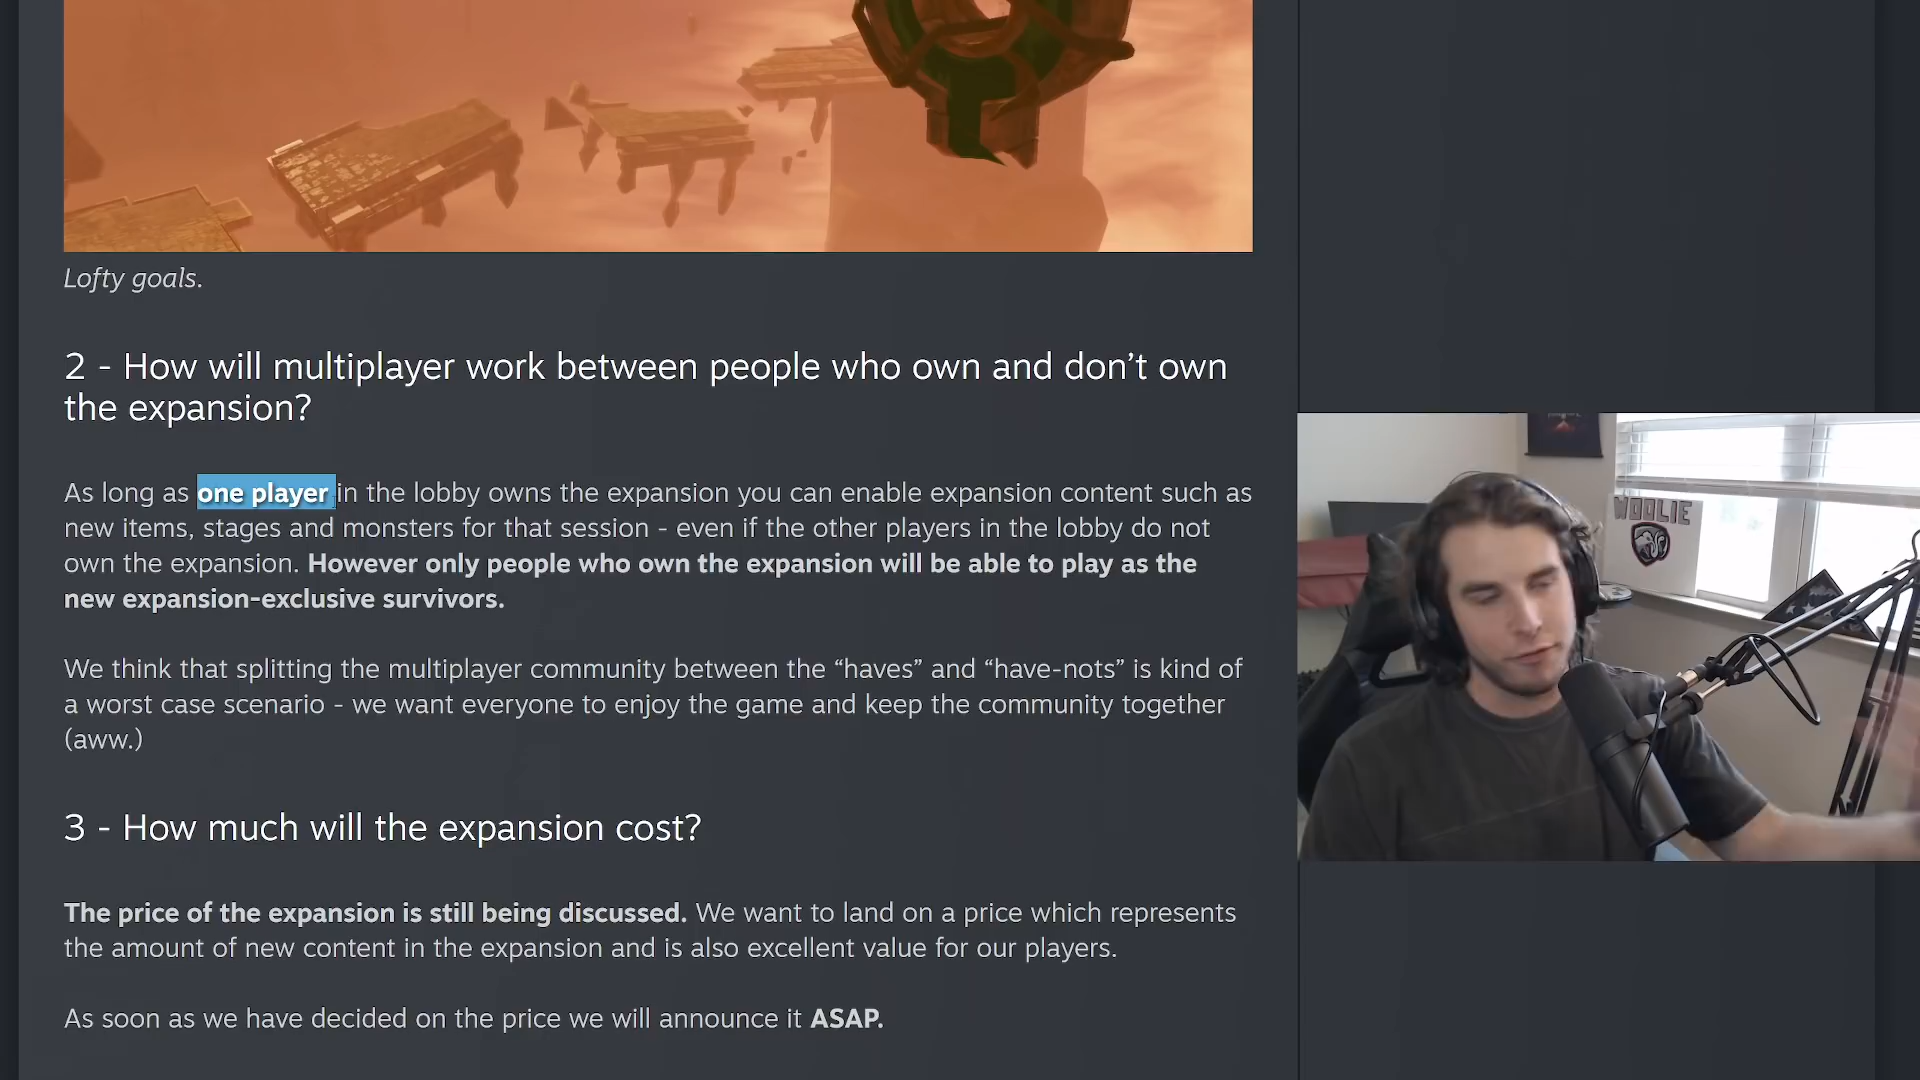 Lofty goals.
2 - How will multiplayer work between people who own and don’t own
the expansion?
As long as one player in the lobby owns the expansion you can enable expansion content such as
new items, stages and monsters for that session - even if the other players in the lobby do not
own the expansion. However only people who own the expansion will be able to play as the
new expansion-exclusive survivors.
We think that splitting the multiplayer community between the “haves” and “have-nots” is kind of
a worst case scenario - we want everyone to enjoy the game and keep the community together
(aww.)
3 - How much will the expansion cost?
The price of the expansion is still being discussed. We want to land on a price which represents
the amount of new content in the expansion and is also excellent value for our players.
As soon as we have decided on the price we will announce it ASAP.
WOOLIE